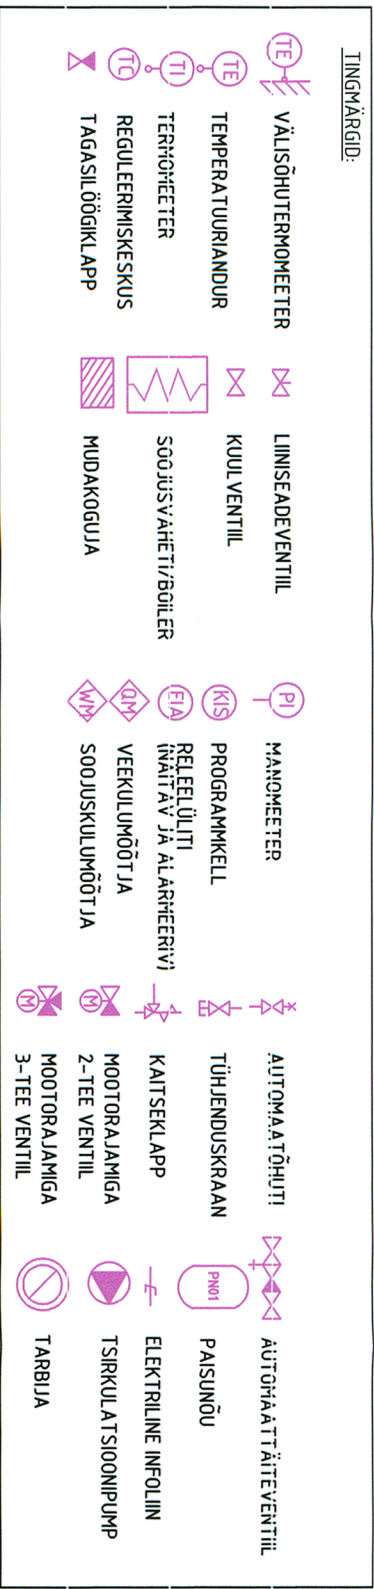 TINGMÄRGID:
TE VÄLISÕHUTERMOMEETER
TE TEMPERATUURIANDUR
TI TERMOMEETER
TC REGULEERIMISKESKUS
TAGASILÖÖGIKLAPP
LIINISEADEVENTIIL
KUULVENTIIL
SOOJUSVAHETI/BOILER
MUDAKOGUJA
PI MANOMEETER
KIS PROGRAMMKELL
EIA RELEELÜLITI
(NÄITAV JA ALARMEERIV)
QM VEEKULUMÕÕTJA
WM SOOJUSKULUMÕÕTJA
AUTOMAATÕHUTI
TÜHJENDUSKRAAN
KAITSEKLAPP
M MOOTORAJAMIGA
2-TEE VENTIIL
M MOOTORAJAMIGA
3-TEE VENTIIL
AUTOMAATTÄITEVENTIIL
PN01 PAISUNÕU
ELEKTRILINE INFOLIIN
TSIRKULATSIOONIPUMP
TARBIJA